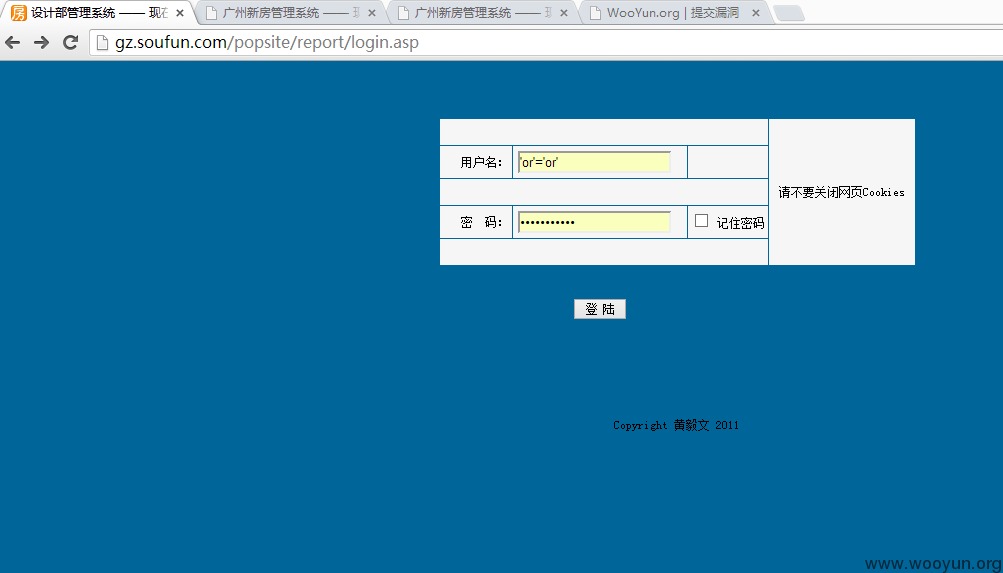 设计部管理系统 —— 现在
广州新房管理系统 —— 现
广州新房管理系统 —— 现
WooYun.org | 提交漏洞
gz.soufun.com/popsite/report/login.asp
用户名:
'or'='or'
请不要关闭网页Cookies
密 码:
•••••••••••
记住密码
登 陆
Copyright 黄毅文 2011
www.wooyun.org